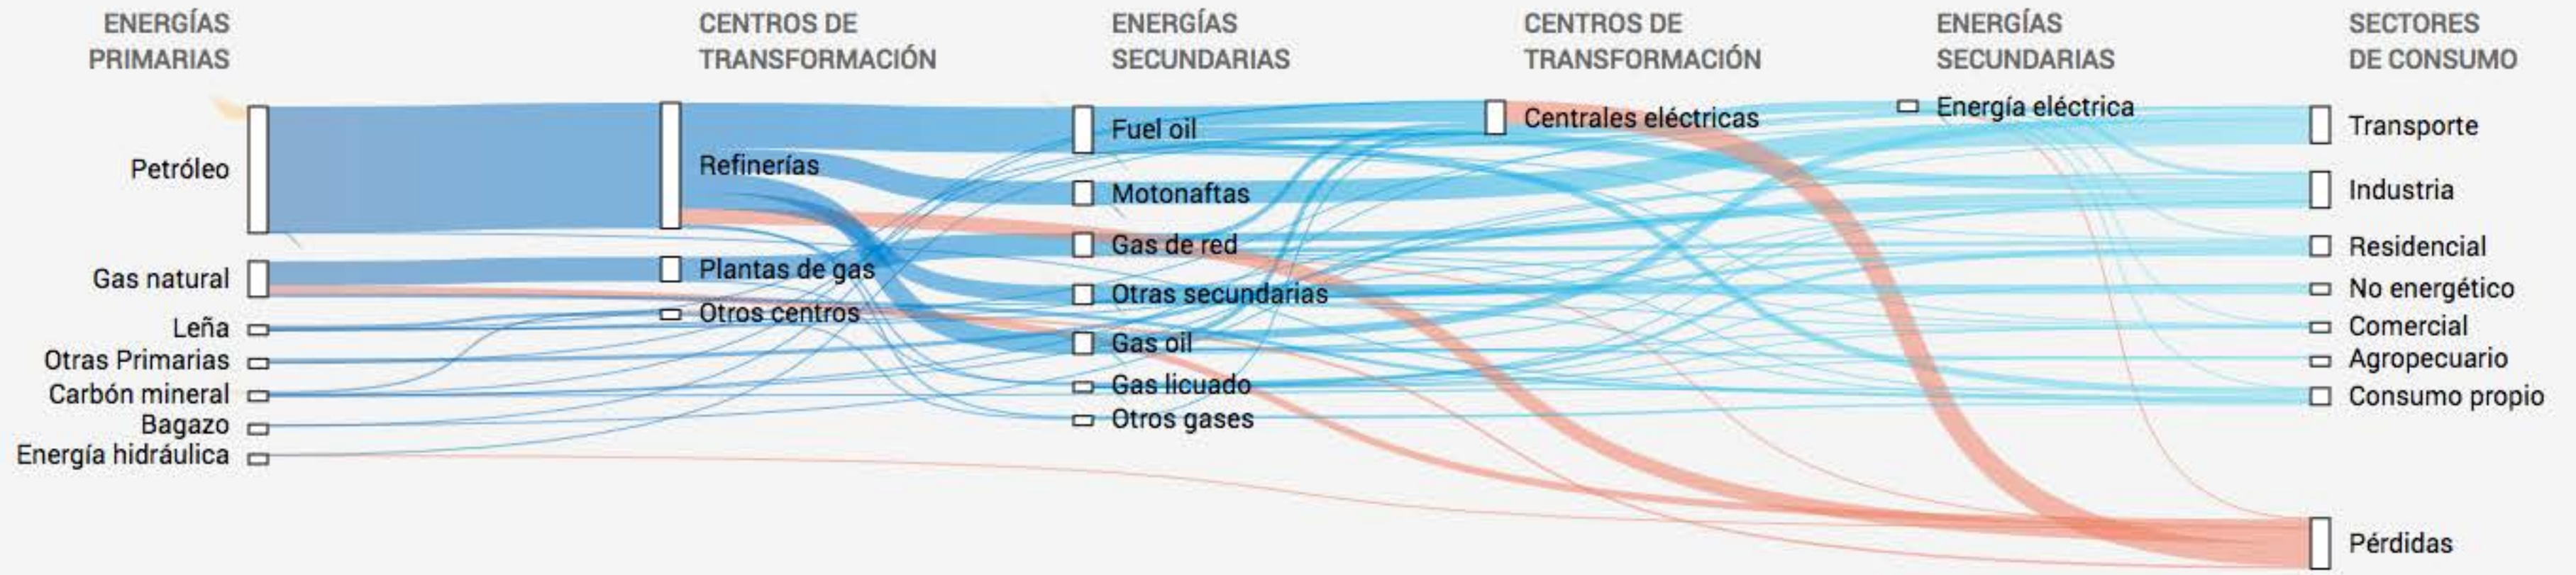 ENERGÍAS
PRIMARIAS
CENTROS DE
TRANSFORMACIÓN
ENERGÍAS
SECUNDARIAS
CENTROS DE
TRANSFORMACIÓN
ENERGÍAS
SECUNDARIAS
SECTORES
DE CONSUMO
Petróleo
Gas natural
Leña
Otras Primarias
Carbón mineral
Bagazo
Energía hidráulica
Refinerías
Plantas de gas
Otros centros
Fuel oil
Motonaftas
Gas de red
Otras secundarias
Gas oil
Gas licuado
Otros gases
Centrales eléctricas
Energía eléctrica
Transporte
Industria
Residencial
No energético
Comercial
Agropecuario
Consumo propio
Pérdidas